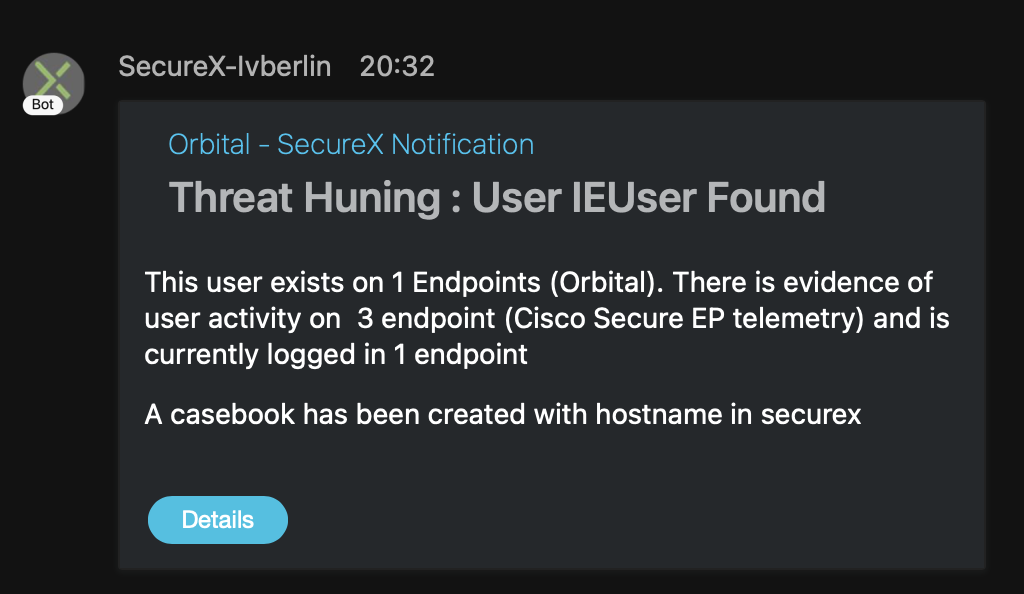 SecureX-Ivberlin 20:32
Bot
Orbital - SecureX Notification
Threat Huning : User IEUser Found
This user exists on 1 Endpoints (Orbital). There is evidence of
user activity on  3 endpoint (Cisco Secure EP telemetry) and is
currently logged in 1 endpoint
A casebook has been created with hostname in securex
Details